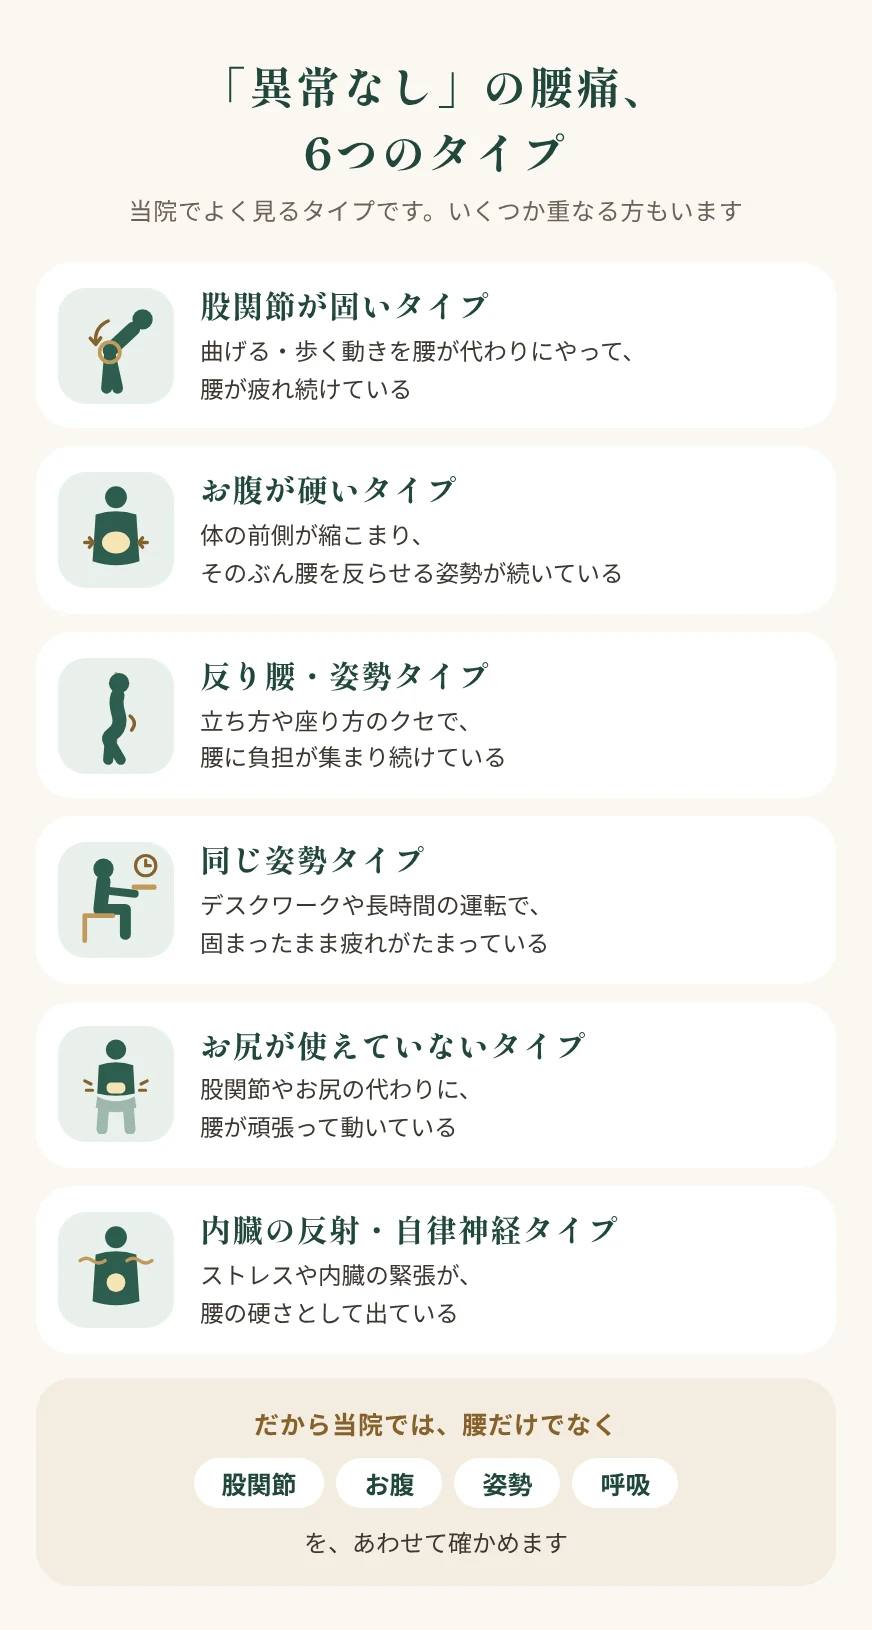 「異常なし」の腰痛、
6つのタイプ
当院でよく見るタイプです。いくつか重なる方もいます
股関節が固いタイプ
曲げる・歩く動きを腰が代わりにやって、
腰が疲れ続けている
お腹が硬いタイプ
体の前側が縮こまり、
そのぶん腰を反らせる姿勢が続いている
反り腰・姿勢タイプ
立ち方や座り方のクセで、
腰に負担が集まり続けている
同じ姿勢タイプ
デスクワークや長時間の運転で、
固まったまま疲れがたまっている
お尻が使えていないタイプ
股関節やお尻の代わりに、
腰が頑張って動いている
内臓の反射・自律神経タイプ
ストレスや内臓の緊張が、
腰の硬さとして出ている
だから当院では、腰だけでなく
股関節 お腹 姿勢 呼吸
を、あわせて確かめます